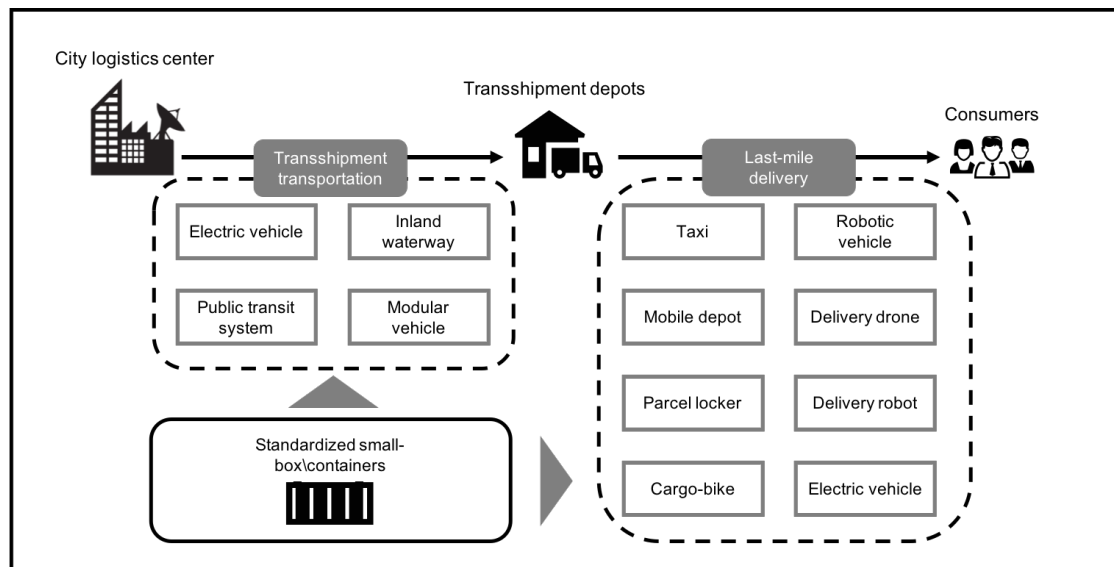 City logistics center
Transshipment depots
Consumers
Transshipment
transportation
Last-mile
delivery
Electric vehicle
Inland
waterway
Public transit
system
Modular
vehicle
Taxi
Robotic
vehicle
Mobile depot
Delivery drone
Parcel locker
Delivery robot
Cargo-bike
Electric vehicle
Standardized small-
box\containers